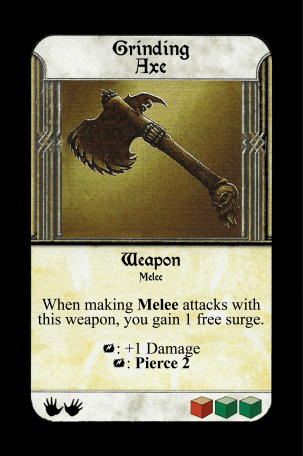 Grinding
Axe
Weapon
Melee
When making Melee attacks with
this weapon, you gain 1 free surge.
: +1 Damage
: Pierce 2